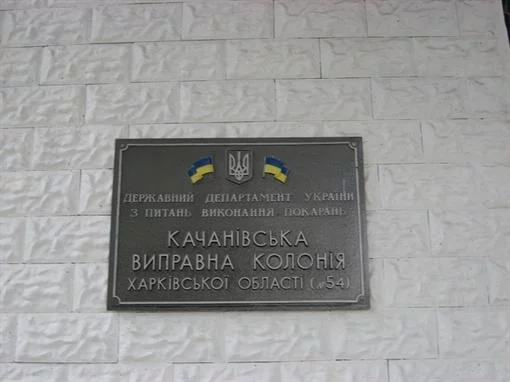 ДЕРЖАВНИЙ ДЕПАРТАМЕНТ УКРАЇНИ
З ПИТАНЬ ВИКОНАННЯ ПОКАРАНЬ
КАЧАНІВСЬКА
ВИПРАВНА КОЛОНІЯ
ХАРКІВСЬКОЇ ОБЛАСТІ (№54)